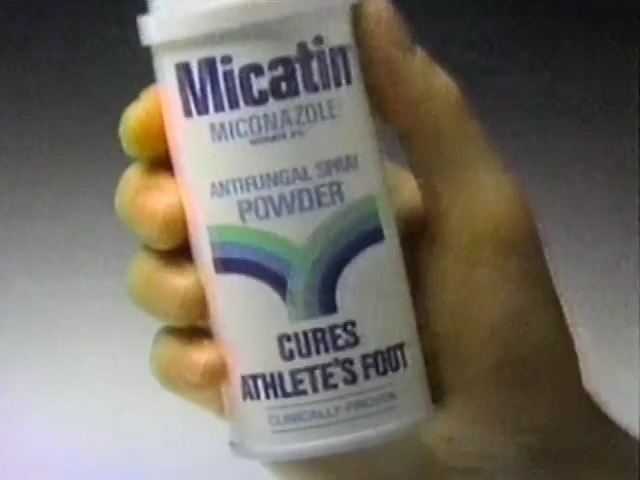 Micatin
MICONAZOLE
ANTIFUNGAL SPRAY
POWDER
CURES
ATHLETE'S FOOT
CLINICALLY PROVEN